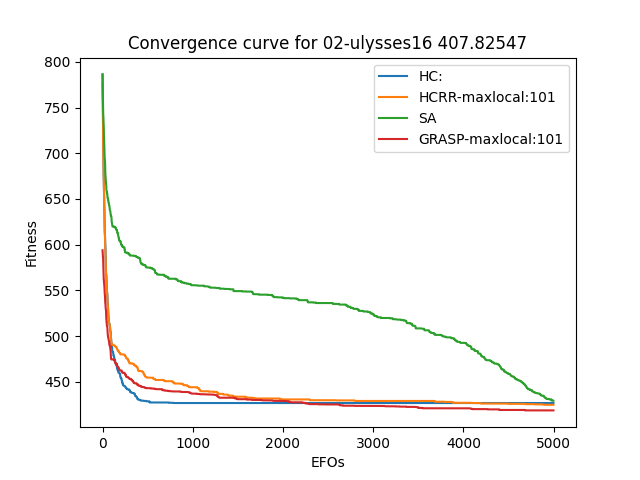 Convergence curve for 02-ulysses16 407.82547
HC:
HCRR-maxlocal:101
SA
GRASP-maxlocal:101
Fitness
800
750
700
650
600
550
500
450
0 1000 2000 3000 4000 5000
EFOs